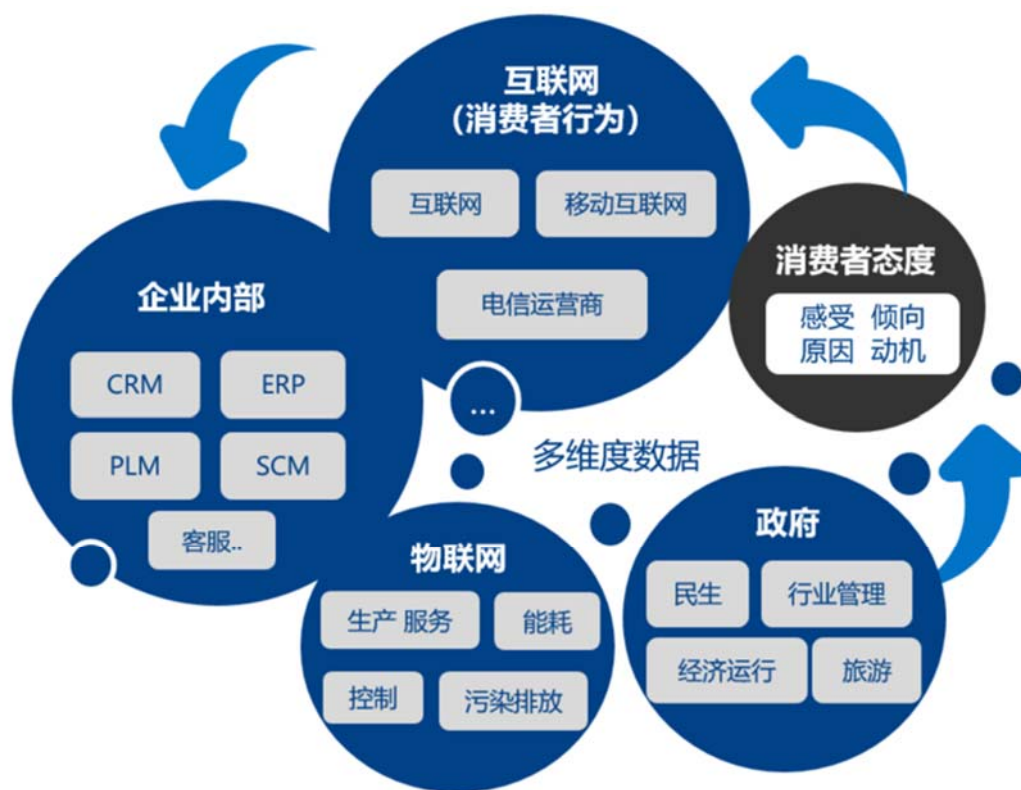 互联网
（消费者行为）
互联网 移动互联网
电信运营商
企业内部
CRM ERP
PLM SCM
客服..
消费者态度
感受 倾向
原因 动机
...
多维度数据
物联网
生产 服务 能耗
控制 污染排放
政府
民生 行业管理
经济运行 旅游